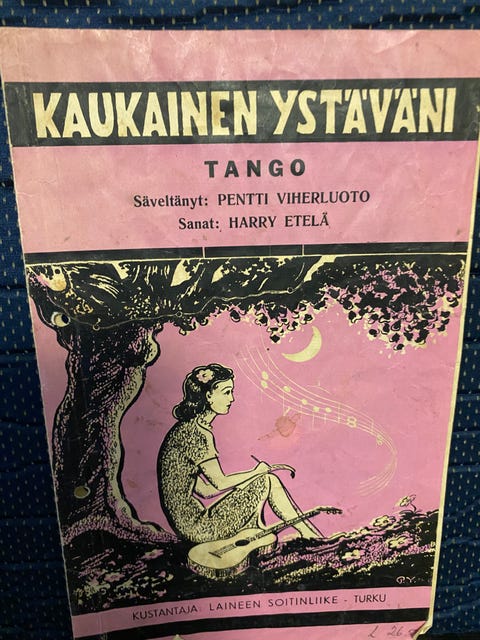 KAUKAINEN YSTÄVÄNI
TANGO
Säveltänyt: PENTTI VIHERLUOTO
Sanat: HARRY ETELÄ
P.Y.
KUSTANTAJA: LAINEEN SOITINLIIKE - TURKU